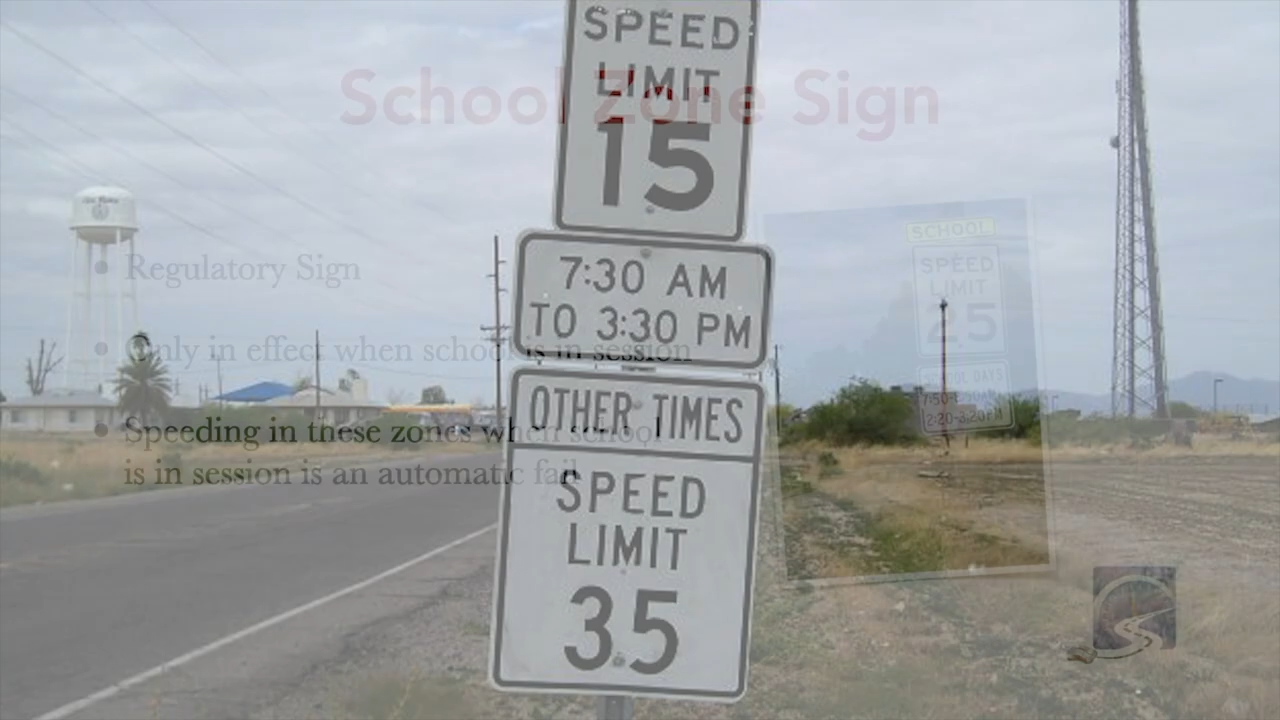 SPEED
LIMIT
15
School Zone Sign
7:30 AM
TO 3:30 PM
OTHER TIMES
SPEED
LIMIT
35
Regulatory Sign
Only in effect when school is in session
Speeding in these zones when school
is in session is an automatic fail
SCHOOL
SPEED
LIMIT
25